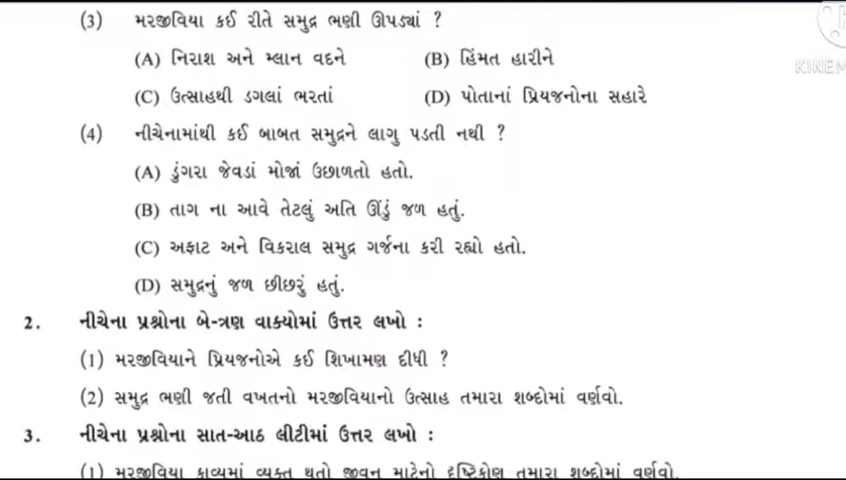 (3) મરજીવિયા કઈ રીતે સમુદ્ર ભણી ઊપડ્યાં ?
(A) નિરાશ અને મ્લાન વદને (B) હિંમત હારીને
(C) ઉત્સાહથી ડગલાં ભરતાં (D) પોતાનાં પ્રિયજનોના સહારે
(4) નીચેનામાંથી કઈ બાબત સમુદ્રને લાગુ પડતી નથી ?
(A) ડુંગરા જેવડાં મોજાં ઉછાળતો હતો.
(B) તાગ ના આવે તેટલું અતિ ઊંડું જળ હતું.
(C) અફાટ અને વિકરાલ સમુદ્ર ગર્જના કરી રહ્યો હતો.
(D) સમુદ્રનું જળ છીછરું હતું.
2. નીચેના પ્રશ્નોના બે-ત્રણ વાક્યોમાં ઉત્તર લખો :
(1) મરજીવિયાને પ્રિયજનોએ કઈ શિખામણ દીધી ?
(2) સમુદ્ર ભણી જતી વખતનો મરજીવિયાનો ઉત્સાહ તમારા શબ્દોમાં વર્ણવો.
3. નીચેના પ્રશ્નોના સાત-આઠ લીટીમાં ઉત્તર લખો :
(1) મરજીવિયા કાવ્યમાં વ્યક્ત થતો જીવન માટેનો દૃષ્ટિકોણ તમારા શબ્દોમાં વર્ણવો.
KINEM